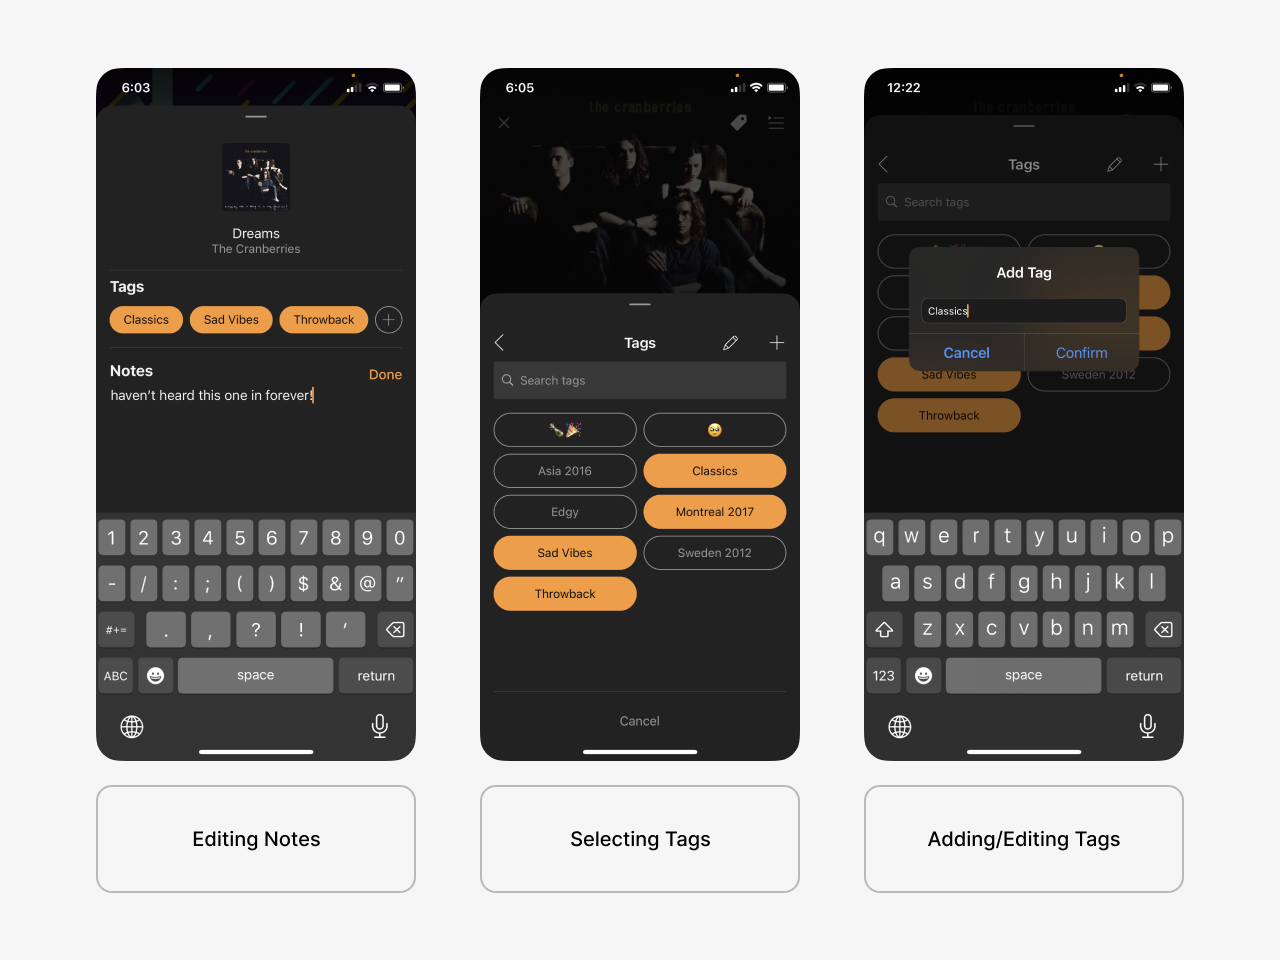 6:03
the cranberries
Dreams
The Cranberries
Tags
Classics Sad Vibes Throwback
Notes
Done
haven't heard this one in forever!
1 2 3 4 5 6 7 8 9 0
- / : ; ( ) $ & @ "
#+= . , ? ! ’
ABC space return
Editing Notes
6:05
the cranberries
Tags
Search tags
Asia 2016 Classics
Edgy Montreal 2017
Sad Vibes Sweden 2012
Throwback
Cancel
Selecting Tags
12:22
the cranberries
Tags
Search tags
Add Tag
Classics
Cancel Confirm
Sad Vibes Sweden 2012
Throwback
q w e r t y u i o p
a s d f g h j k l
z x c v b n m
123 space return
Adding/Editing Tags